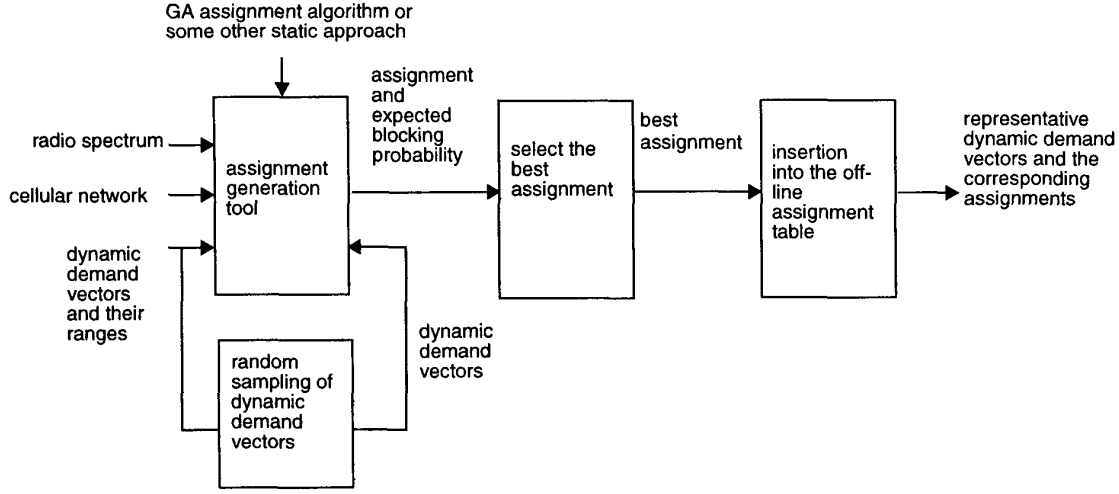 GA assignment algorithm or
some other static approach
radio spectrum
cellular network
dynamic
demand
vectors
and their
ranges
assignment
generation
tool
assignment
and
expected
blocking
probability
select the
best
assignment
best
assignment
insertion
into the off-
line
assignment
table
representative
dynamic demand
vectors and the
corresponding
assignments
random
sampling of
dynamic
demand
vectors
dynamic
demand
vectors